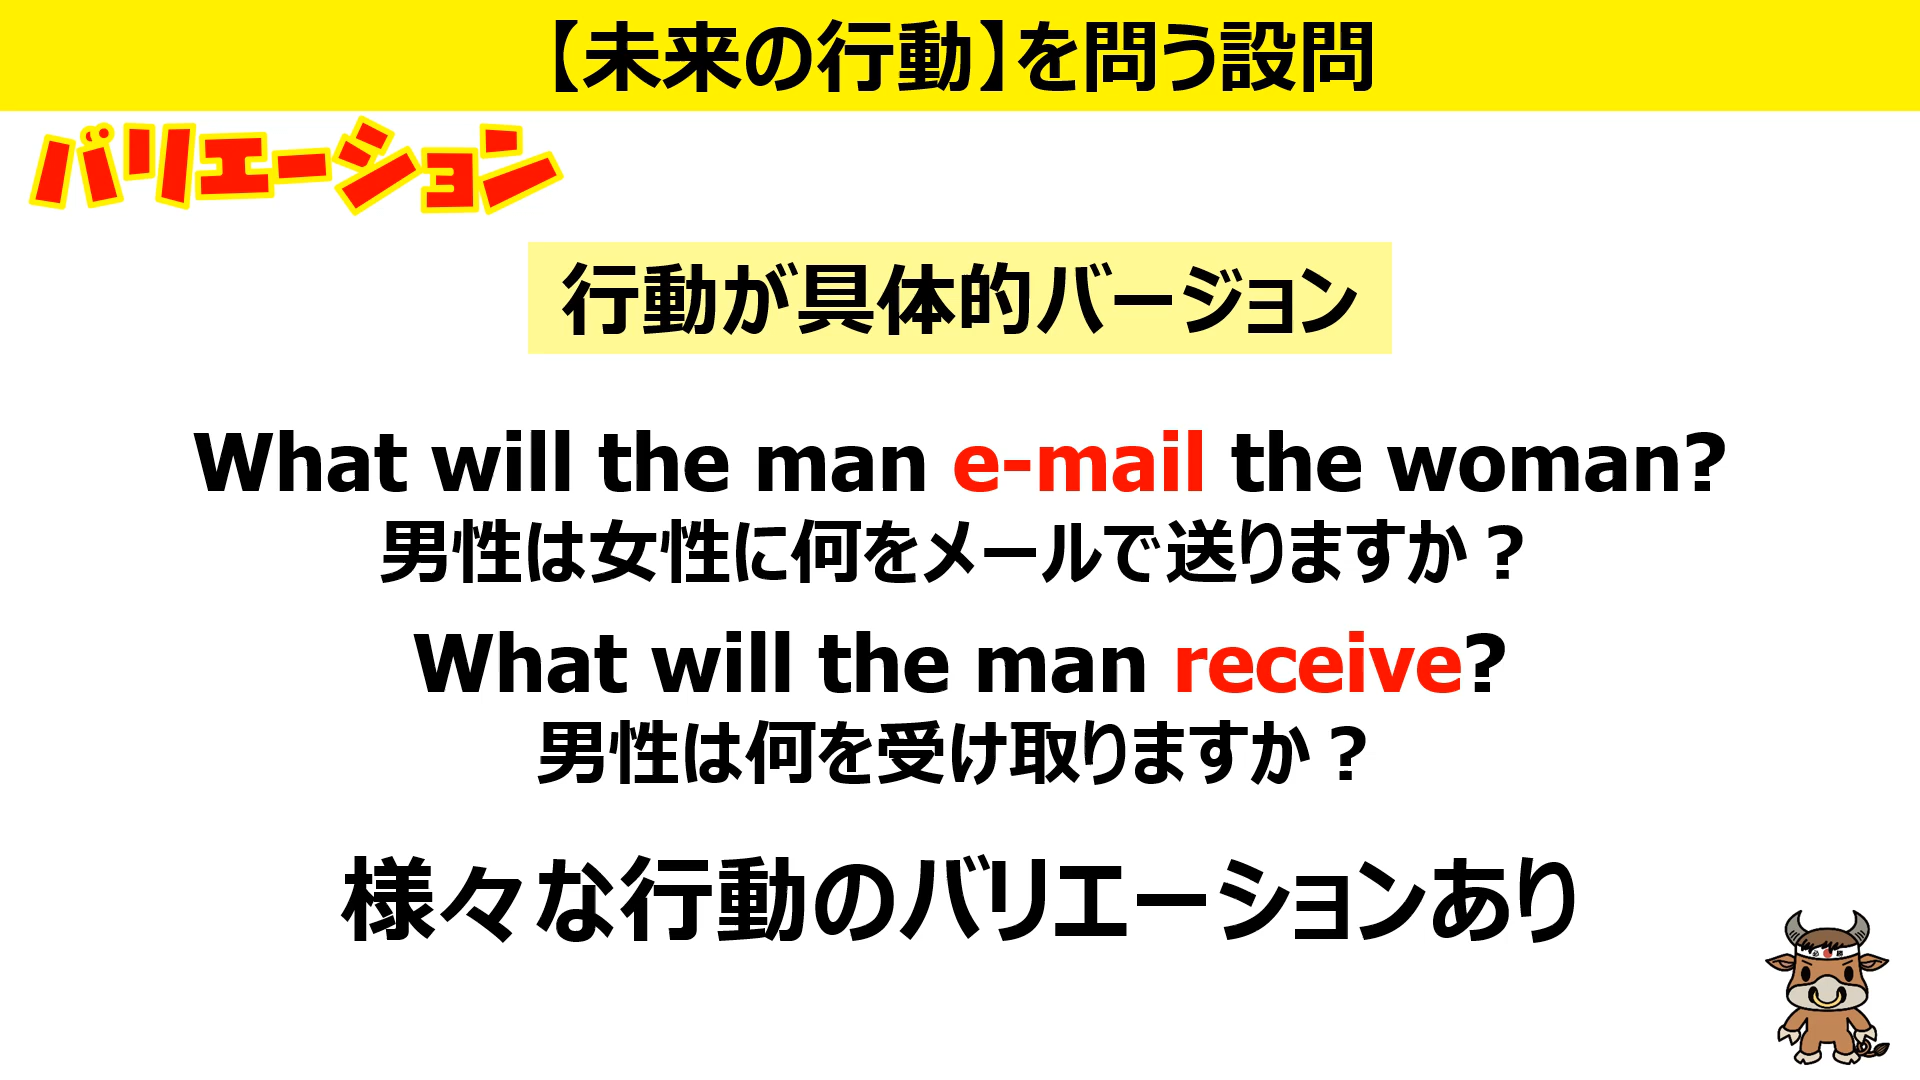 【未来の行動】を問う設問
バリエーション
行動が具体的バージョン
What will the man e-mail the woman?
男性は女性に何をメールで送りますか？
What will the man receive?
男性は何を受け取りますか？
様々な行動のバリエーションあり
必勝